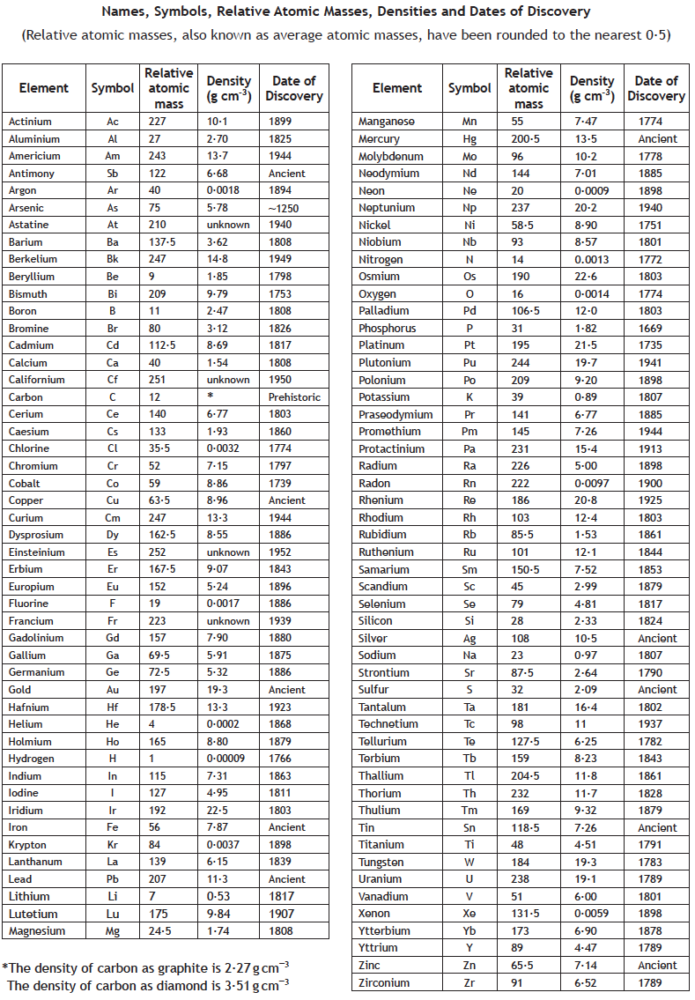 Names, Symbols, Relative Atomic Masses, Densities and Dates of Discovery
(Relative atomic masses, also known as average atomic masses, have been rounded to the nearest 0·5)
Element Symbol Relative atomic mass Density (g cm⁻³) Date of Discovery
Actinium Ac 227 10·1 1899
Aluminium Al 27 2·70 1825
Americium Am 243 13·7 1944
Antimony Sb 122 6·68 Ancient
Argon Ar 40 0·0018 1894
Arsenic As 75 5·78 ~1250
Astatine At 210 unknown 1940
Barium Ba 137·5 3·62 1808
Berkelium Bk 247 14·8 1949
Beryllium Be 9 1·85 1798
Bismuth Bi 209 9·79 1753
Boron B 11 2·47 1808
Bromine Br 80 3·12 1826
Cadmium Cd 112·5 8·69 1817
Calcium Ca 40 1·54 1808
Californium Cf 251 unknown 1950
Carbon C 12 * Prehistoric
Cerium Ce 140 6·77 1803
Caesium Cs 133 1·93 1860
Chlorine Cl 35·5 0·0032 1774
Chromium Cr 52 7·15 1797
Cobalt Co 59 8·86 1739
Copper Cu 63·5 8·96 Ancient
Curium Cm 247 13·3 1944
Dysprosium Dy 162·5 8·55 1886
Einsteinium Es 252 unknown 1952
Erbium Er 167·5 9·07 1843
Europium Eu 152 5·24 1896
Fluorine F 19 0·0017 1886
Francium Fr 223 unknown 1939
Gadolinium Gd 157 7·90 1880
Gallium Ga 69·5 5·91 1875
Germanium Ge 72·5 5·32 1886
Gold Au 197 19·3 Ancient
Hafnium Hf 178·5 13·3 1923
Helium He 4 0·0002 1868
Holmium Ho 165 8·80 1879
Hydrogen H 1 0·00009 1766
Indium In 115 7·31 1863
Iodine I 127 4·95 1811
Iridium Ir 192 22·5 1803
Iron Fe 56 7·87 Ancient
Krypton Kr 84 0·0037 1898
Lanthanum La 139 6·15 1839
Lead Pb 207 11·3 Ancient
Lithium Li 7 0·53 1817
Lutetium Lu 175 9·84 1907
Magnesium Mg 24·5 1·74 1808
*The density of carbon as graphite is 2·27 g cm⁻³
The density of carbon as diamond is 3·51 g cm⁻³
Element Symbol Relative atomic mass Density (g cm⁻³) Date of Discovery
Manganese Mn 55 7·47 1774
Mercury Hg 200·5 13·5 Ancient
Molybdenum Mo 96 10·2 1778
Neodymium Nd 144 7·01 1885
Neon Ne 20 0·0009 1898
Neptunium Np 237 20·2 1940
Nickel Ni 58·5 8·90 1751
Niobium Nb 93 8·57 1801
Nitrogen N 14 0.0013 1772
Osmium Os 190 22·6 1803
Oxygen O 16 0·0014 1774
Palladium Pd 106·5 12·0 1803
Phosphorus P 31 1·82 1669
Platinum Pt 195 21·5 1735
Plutonium Pu 244 19·7 1941
Polonium Po 209 9·20 1898
Potassium K 39 0·89 1807
Praseodymium Pr 141 6·77 1885
Promethium Pm 145 7·26 1944
Protactinium Pa 231 15·4 1913
Radium Ra 226 5·00 1898
Radon Rn 222 0·0097 1900
Rhenium Re 186 20·8 1925
Rhodium Rh 103 12·4 1803
Rubidium Rb 85·5 1·53 1861
Ruthenium Ru 101 12·1 1844
Samarium Sm 150·5 7·52 1853
Scandium Sc 45 2·99 1879
Selenium Se 79 4·81 1817
Silicon Si 28 2·33 1824
Silver Ag 108 10·5 Ancient
Sodium Na 23 0·97 1807
Strontium Sr 87·5 2·64 1790
Sulfur S 32 2·09 Ancient
Tantalum Ta 181 16·4 1802
Technetium Tc 98 11 1937
Tellurium Te 127·5 6·25 1782
Terbium Tb 159 8·23 1843
Thallium Tl 204·5 11·8 1861
Thorium Th 232 11·7 1828
Thulium Tm 169 9·32 1879
Tin Sn 118·5 7·26 Ancient
Titanium Ti 48 4·51 1791
Tungsten W 184 19·3 1783
Uranium U 238 19·1 1789
Vanadium V 51 6·00 1801
Xenon Xe 131·5 0·0059 1898
Ytterbium Yb 173 6·90 1878
Yttrium Y 89 4·47 1789
Zinc Zn 65·5 7·14 Ancient
Zirconium Zr 91 6·52 1789